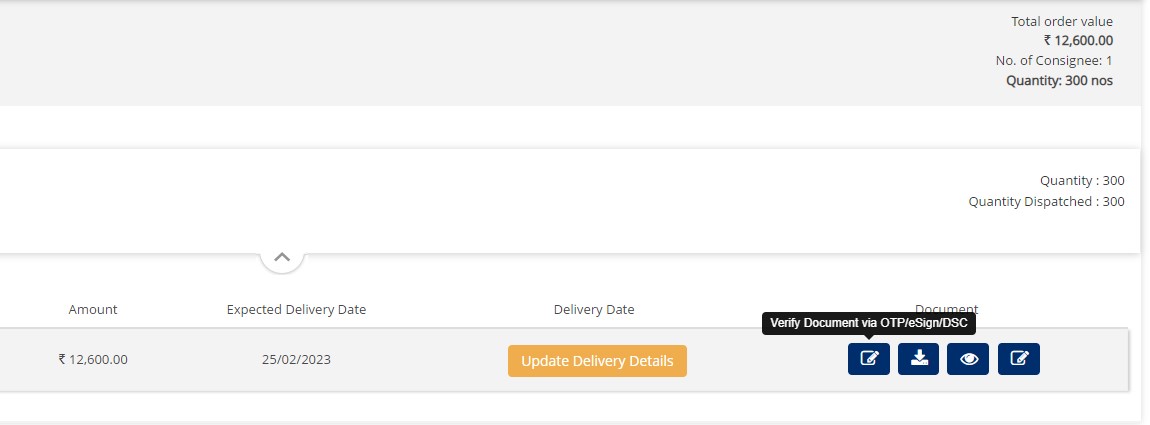 Total order value
₹ 12,600.00
No. of Consignee: 1
Quantity: 300 nos
Quantity : 300
Quantity Dispatched : 300
Amount Expected Delivery Date Delivery Date Document
Verify Document via OTP/eSign/DSC
₹ 12,600.00 25/02/2023 Update Delivery Details